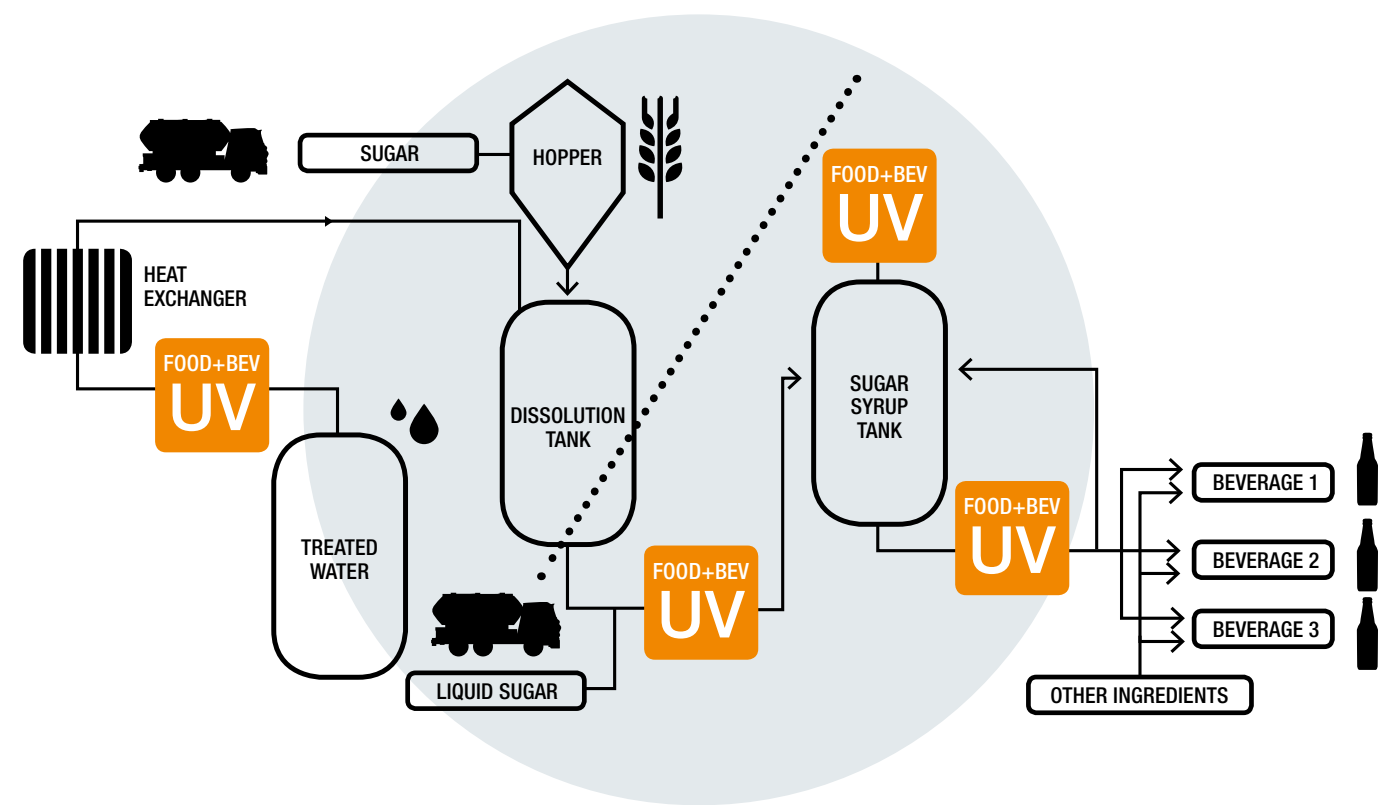 SUGAR
HOPPER
FOOD+BEV
UV
HEAT
EXCHANGER
FOOD+BEV
UV
DISSOLUTION
TANK
SUGAR
SYRUP
TANK
TREATED
WATER
FOOD+BEV
UV
FOOD+BEV
UV
BEVERAGE 1
BEVERAGE 2
BEVERAGE 3
LIQUID SUGAR
OTHER INGREDIENTS